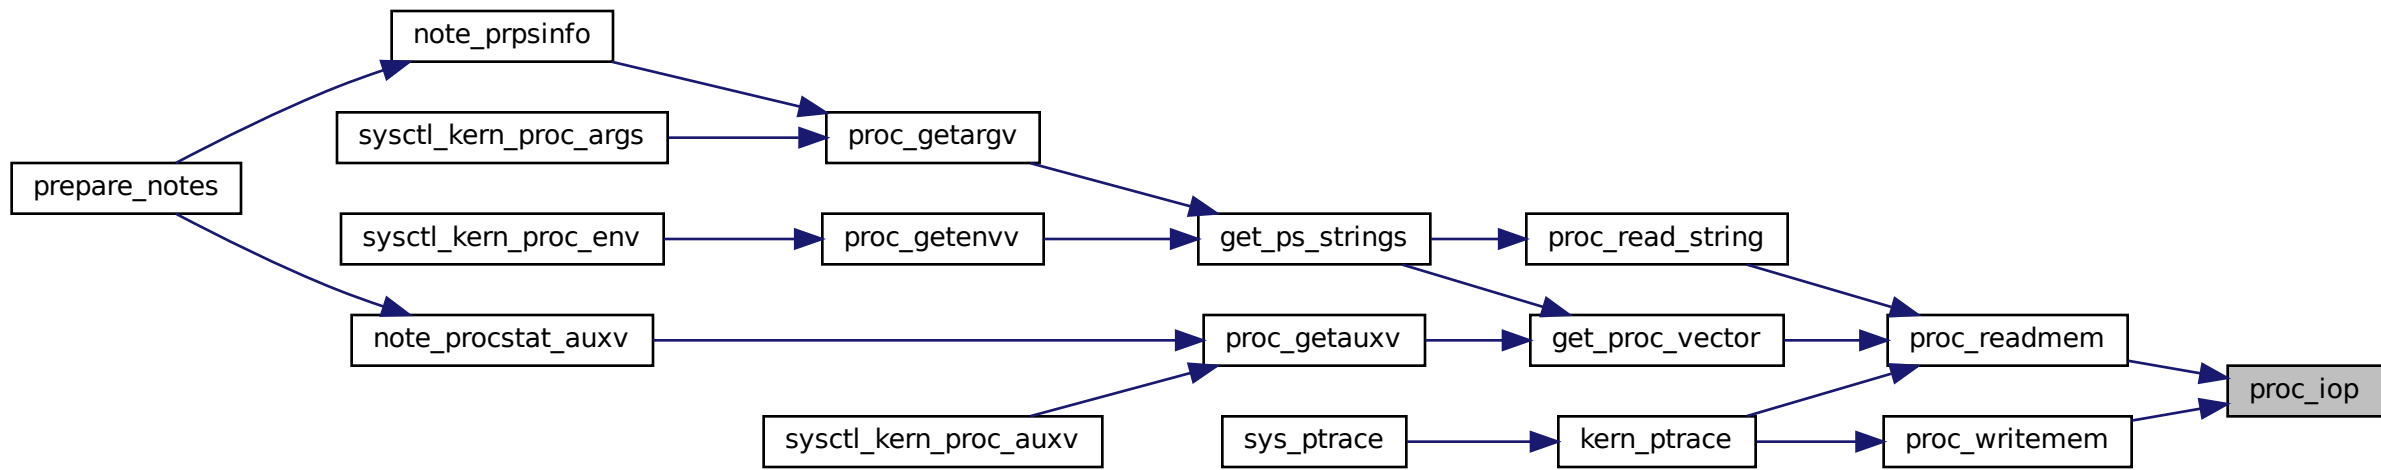 note_prpsinfo
sysctl_kern_proc_args
proc_getargv
prepare_notes
sysctl_kern_proc_env
proc_getenvv
get_ps_strings
proc_read_string
note_procstat_auxv
proc_getauxv
get_proc_vector
proc_readmem
proc_iop
sysctl_kern_proc_auxv
sys_ptrace
kern_ptrace
proc_writemem